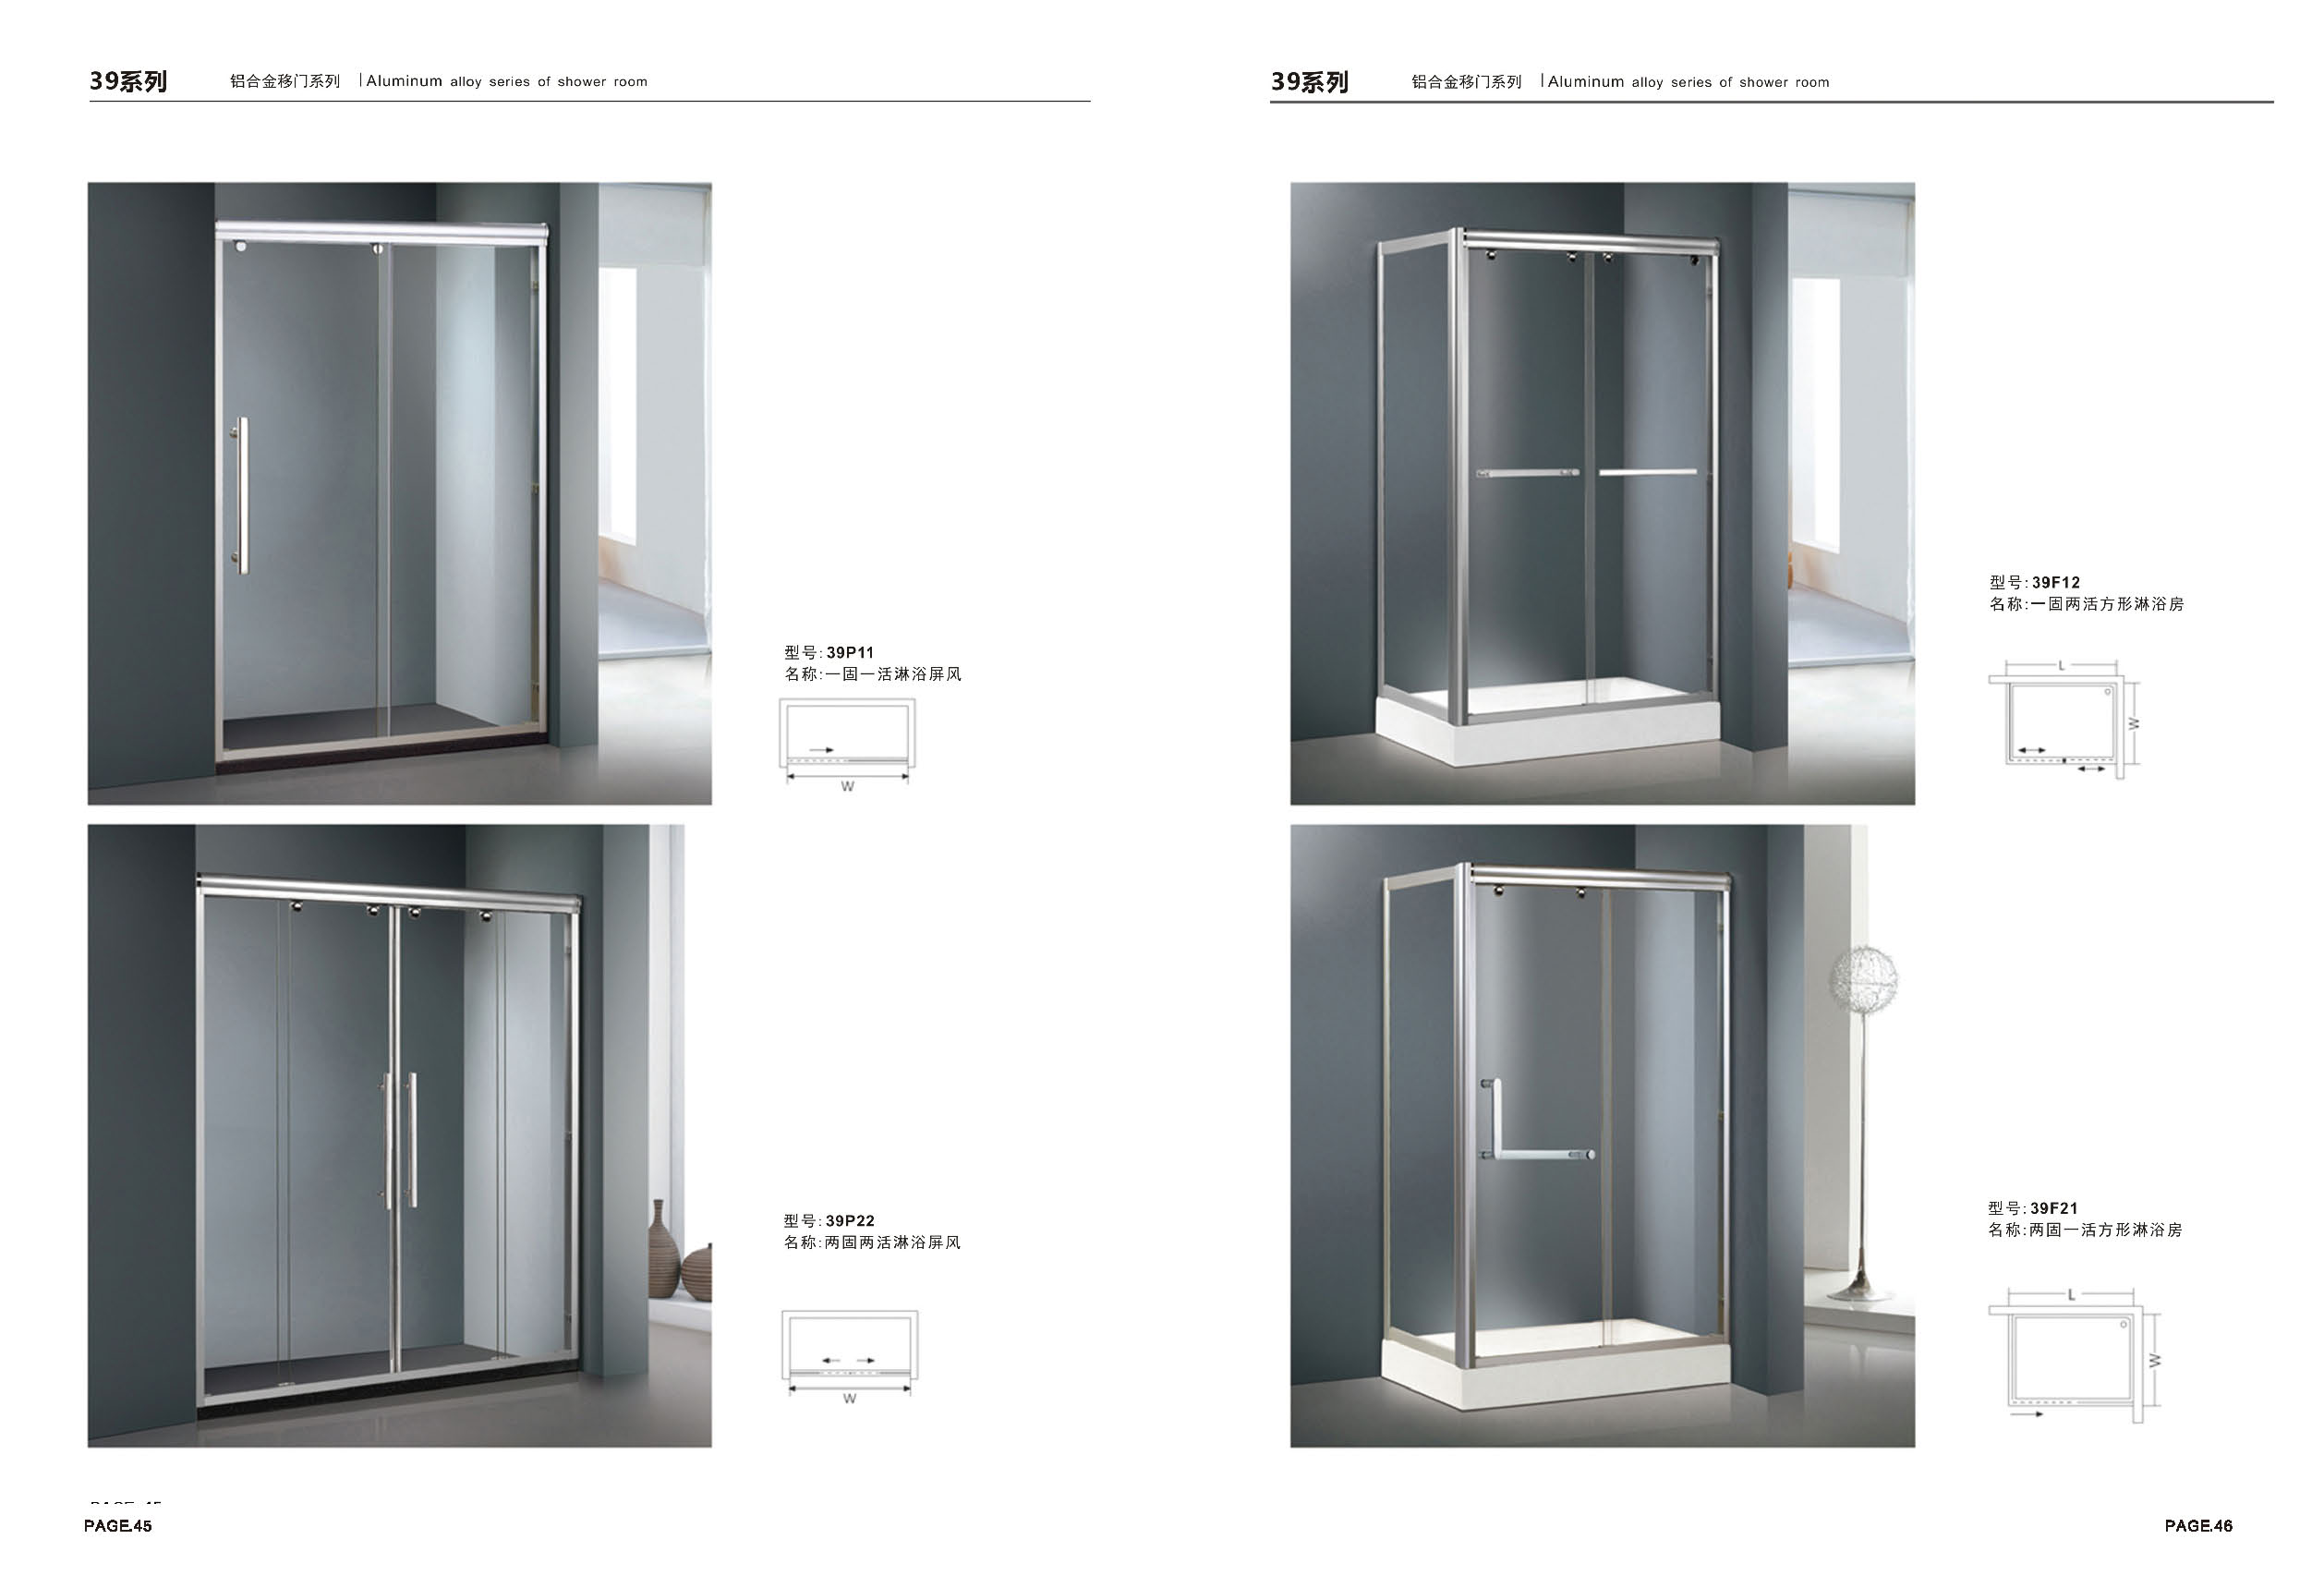 39系列 铝合金移门系列 | Aluminum alloy series of shower room
型号: 39P11
名称:一固一活淋浴屏风
W
型号: 39P22
名称:两固两活淋浴屏风
W
PAGE.45
39系列 铝合金移门系列 | Aluminum alloy series of shower room
型号: 39F12
名称:一固两活方形淋浴房
L
W
型号: 39F21
名称:两固一活方形淋浴房
L
W
PAGE.46